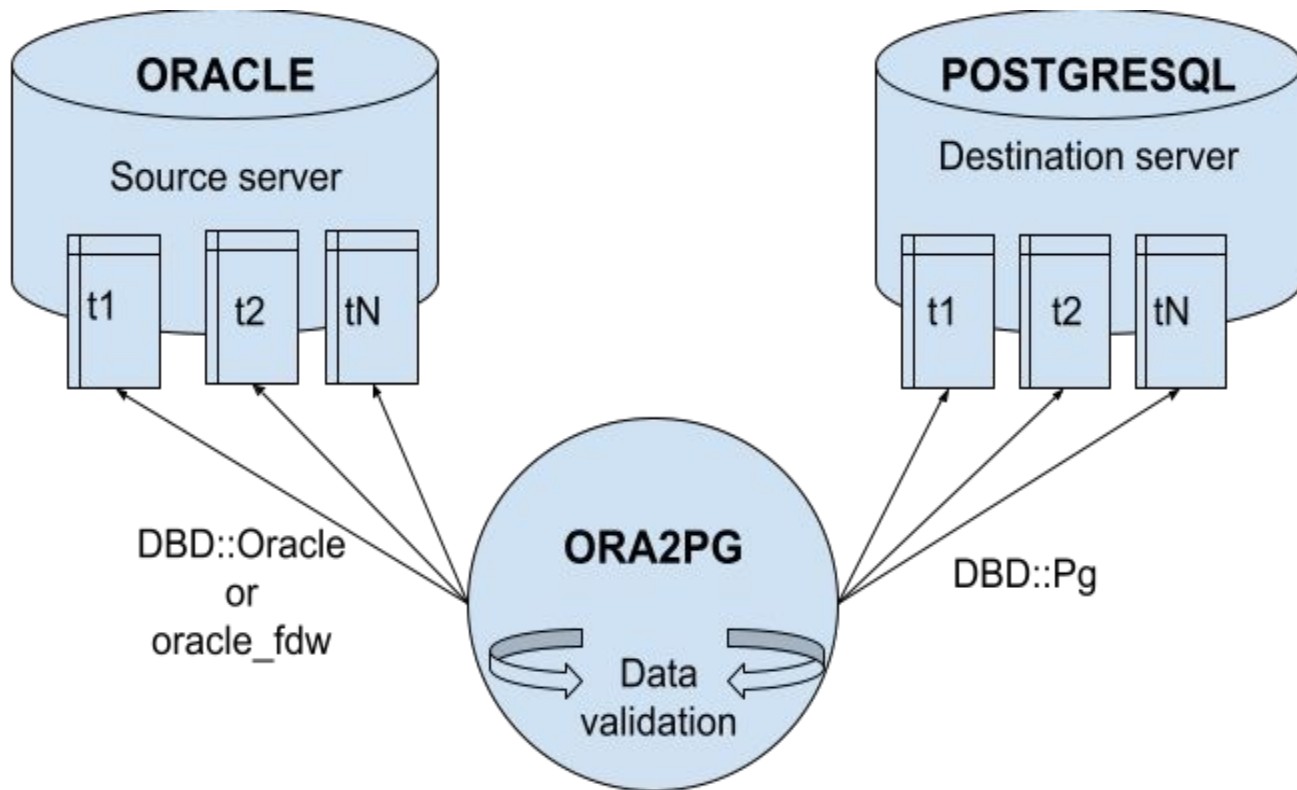 ORACLE
Source server
t1
t2
tN
POSTGRESQL
Destination server
t1
t2
tN
DBD::Oracle
or
oracle_fdw
ORA2PG
Data
validation
DBD::Pg